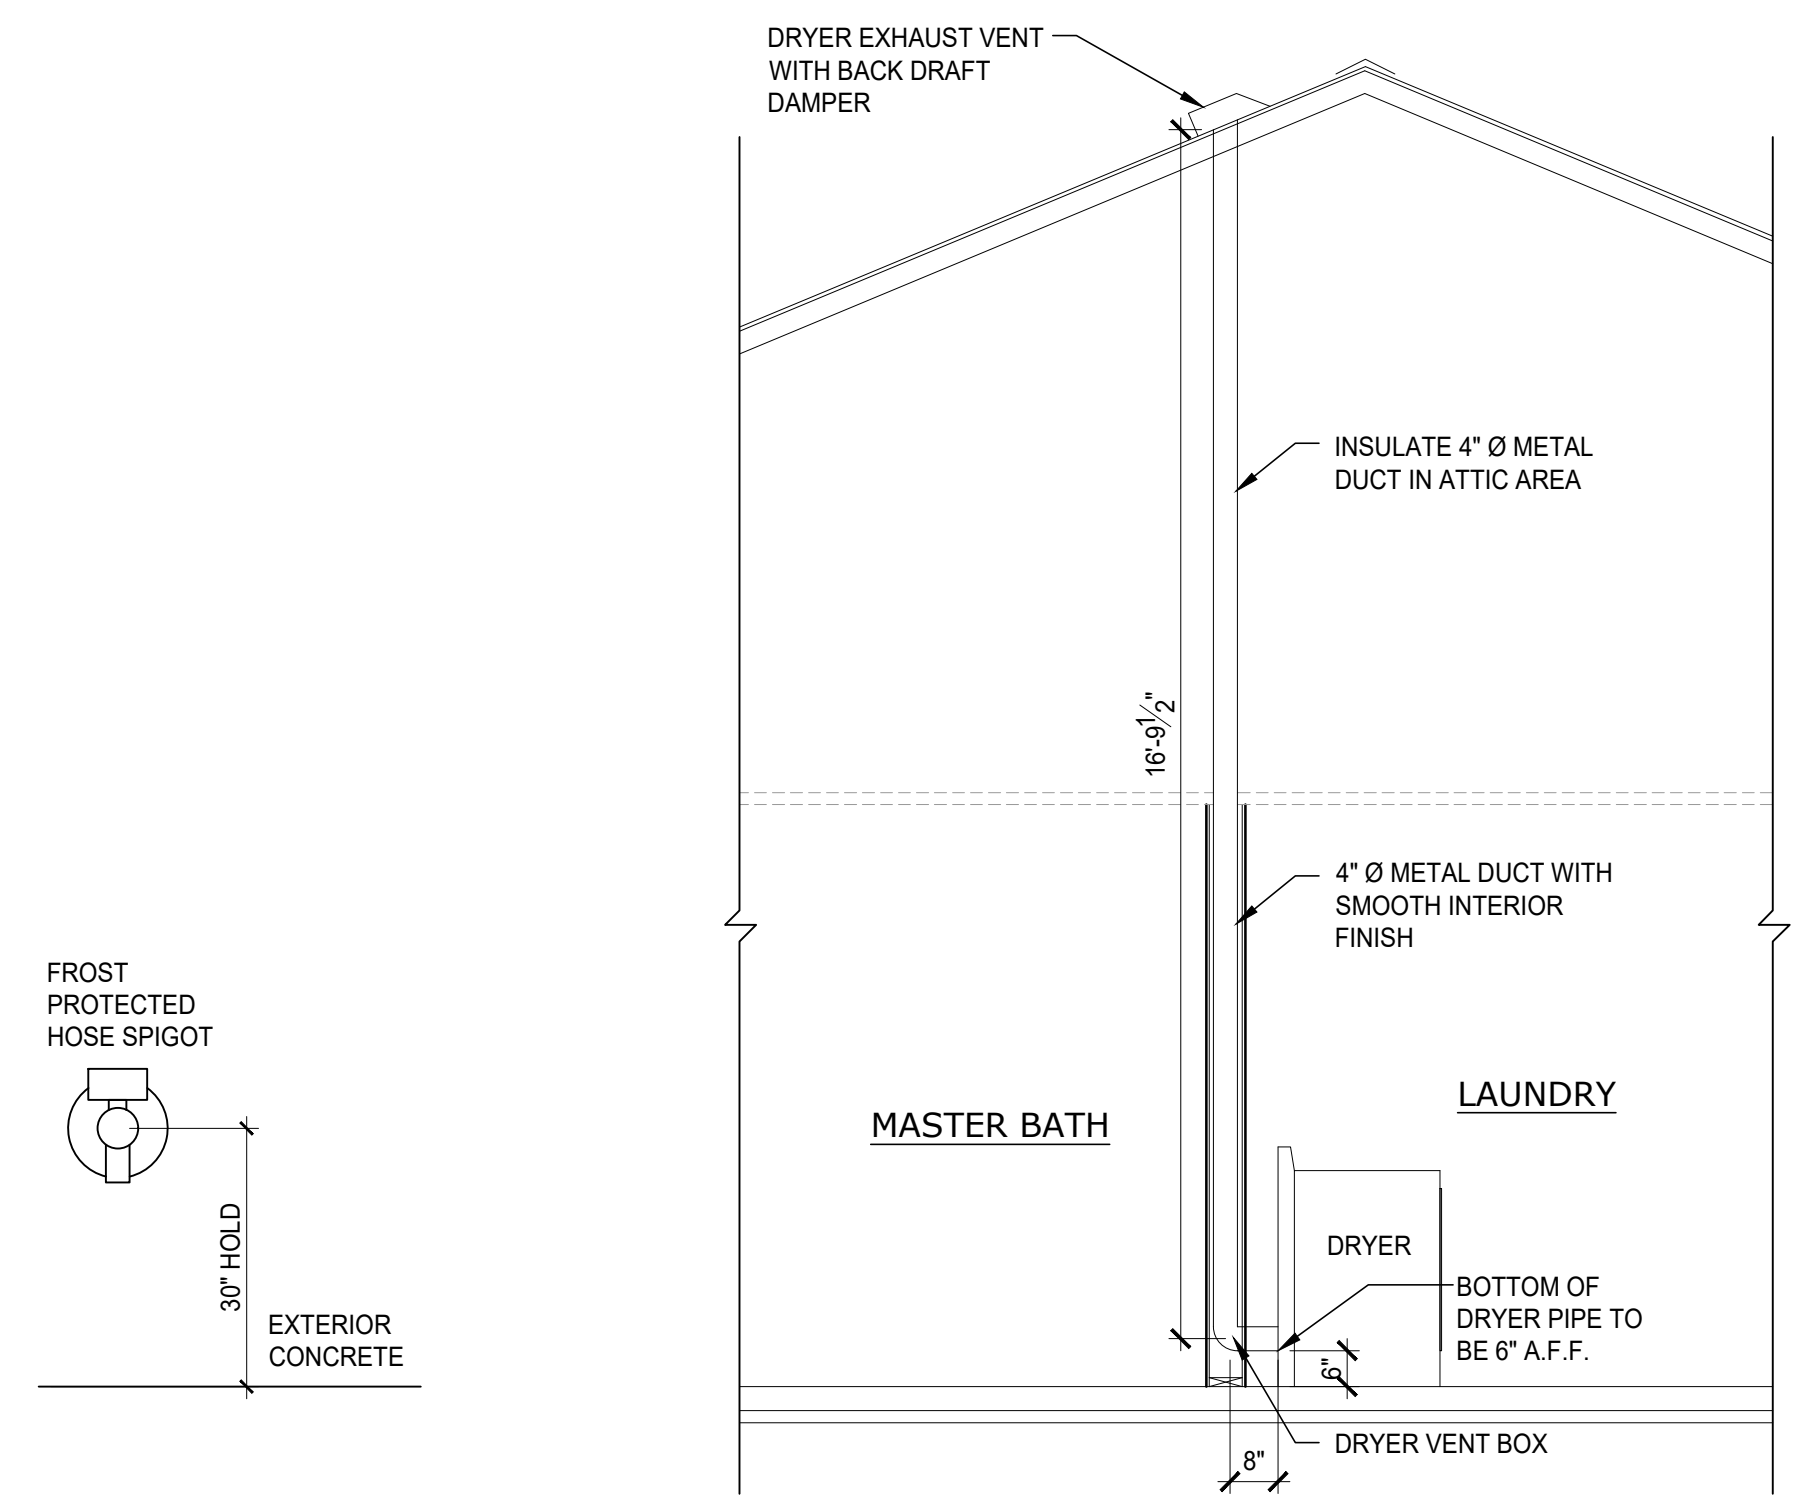 DRYER EXHAUST VENT
WITH BACK DRAFT
DAMPER
INSULATE 4" Ø METAL
DUCT IN ATTIC AREA
16'-9 1/2"
4" Ø METAL DUCT WITH
SMOOTH INTERIOR
FINISH
FROST
PROTECTED
HOSE SPIGOT
LAUNDRY
MASTER BATH
30" HOLD
DRYER
BOTTOM OF
DRYER PIPE TO
BE 6" A.F.F.
EXTERIOR
CONCRETE
6"
DRYER VENT BOX
8"